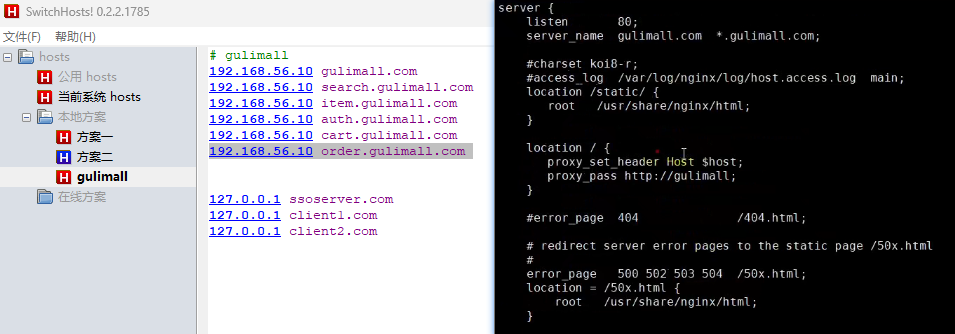 SwitchHosts! 0.2.2.1785
文件(F) 帮助(H)
hosts
公用 hosts
当前系统 hosts
本地方案
方案一
方案二
gulimall
在线方案
# gulimall
192.168.56.10 gulimall.com
192.168.56.10 search.gulimall.com
192.168.56.10 item.gulimall.com
192.168.56.10 auth.gulimall.com
192.168.56.10 cart.gulimall.com
192.168.56.10 order.gulimall.com
127.0.0.1 ssoserver.com
127.0.0.1 client1.com
127.0.0.1 client2.com
server {
listen 80;
server_name gulimall.com *.gulimall.com;
#charset koi8-r;
#access_log /var/log/nginx/log/host.access.log main;
location /static/ {
root /usr/share/nginx/html;
}
location / {
proxy_set_header Host $host;
proxy_pass http://gulimall;
}
#error_page 404 /404.html;
# redirect server error pages to the static page /50x.html
#
error_page 500 502 503 504 /50x.html;
location = /50x.html {
root /usr/share/nginx/html;
}